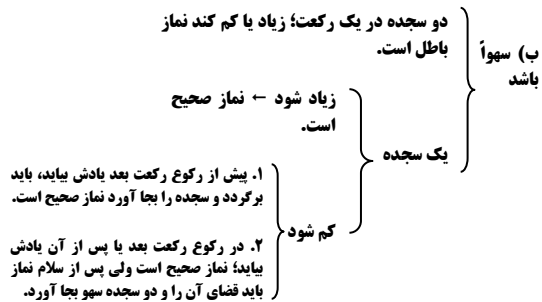 ب) سهواً
باشد
دو سجده در یک رکعت؛ زیاد یا کم کند نماز
باطل است.
یک سجده
زیاد شود ← نماز صحیح
است.
کم شود
۱. پیش از رکوع رکعت بعد یادش بیاید، باید
برگردد و سجده را بجا آورد نماز صحیح است.
۲. در رکوع رکعت بعد یا پس از آن یادش
بیاید؛ نماز صحیح است ولی پس از سلام نماز
باید قضای آن را و دو سجده سهو بجا آورد.